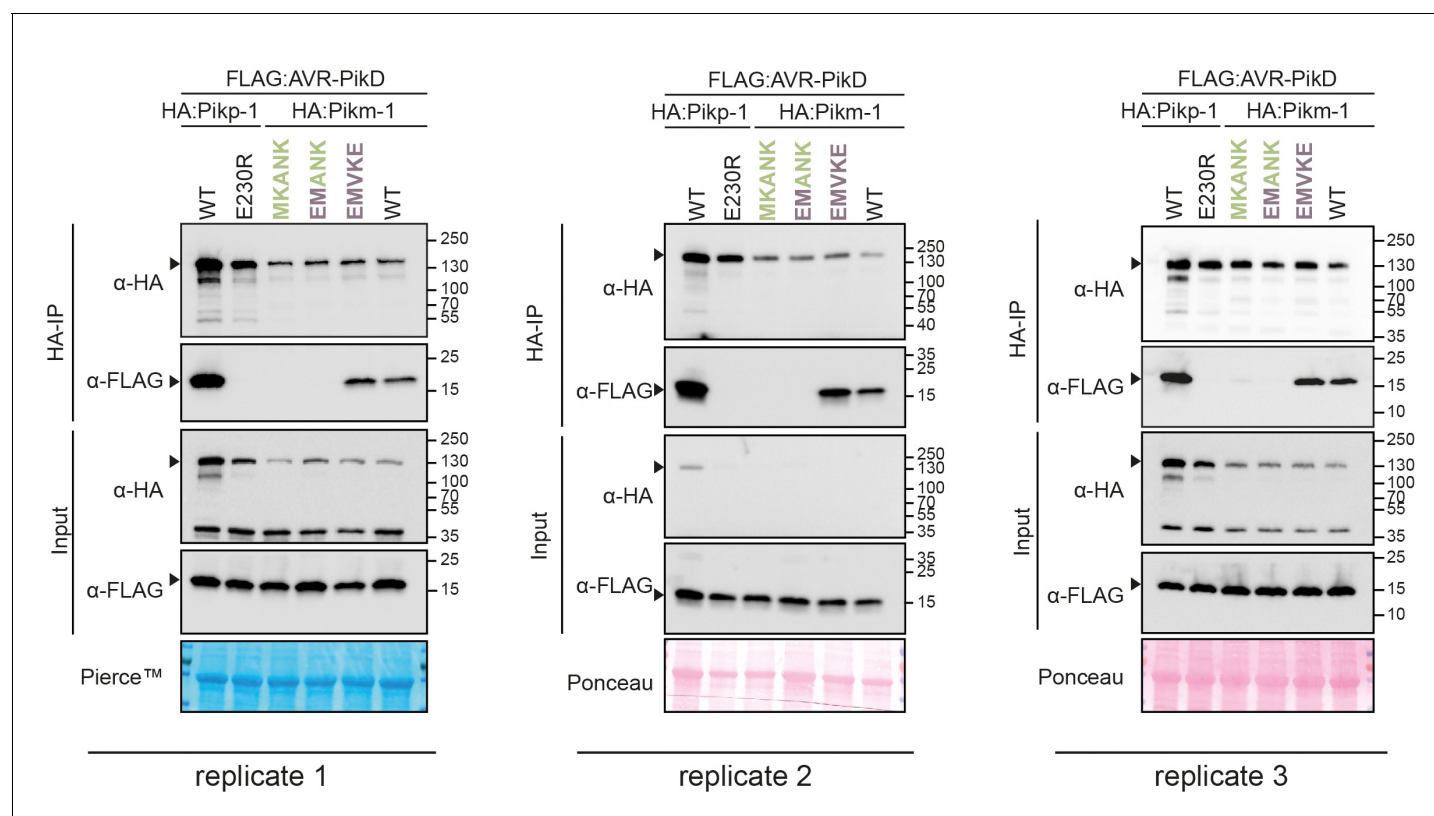 FLAG:AVR-PikD
HA:Pikp-1 HA:Pikm-1
WT E230R MKANK EMANK EMVKE WT
HA-IP
α-HA
250
130
100
70
55
α-FLAG
25
15
Input
α-HA
250
130
100
70
55
35
α-FLAG
25
15
Pierce™
replicate 1
FLAG:AVR-PikD
HA:Pikp-1 HA:Pikm-1
WT E230R MKANK EMANK EMVKE WT
HA-IP
α-HA
250
130
100
70
55
40
α-FLAG
35
25
15
Input
α-HA
250
130
100
70
55
35
α-FLAG
35
25
15
Ponceau
replicate 2
FLAG:AVR-PikD
HA:Pikp-1 HA:Pikm-1
WT E230R MKANK EMANK EMVKE WT
HA-IP
α-HA
250
130
100
70
55
35
α-FLAG
25
15
10
Input
α-HA
250
130
100
70
55
35
α-FLAG
25
15
10
Ponceau
replicate 3